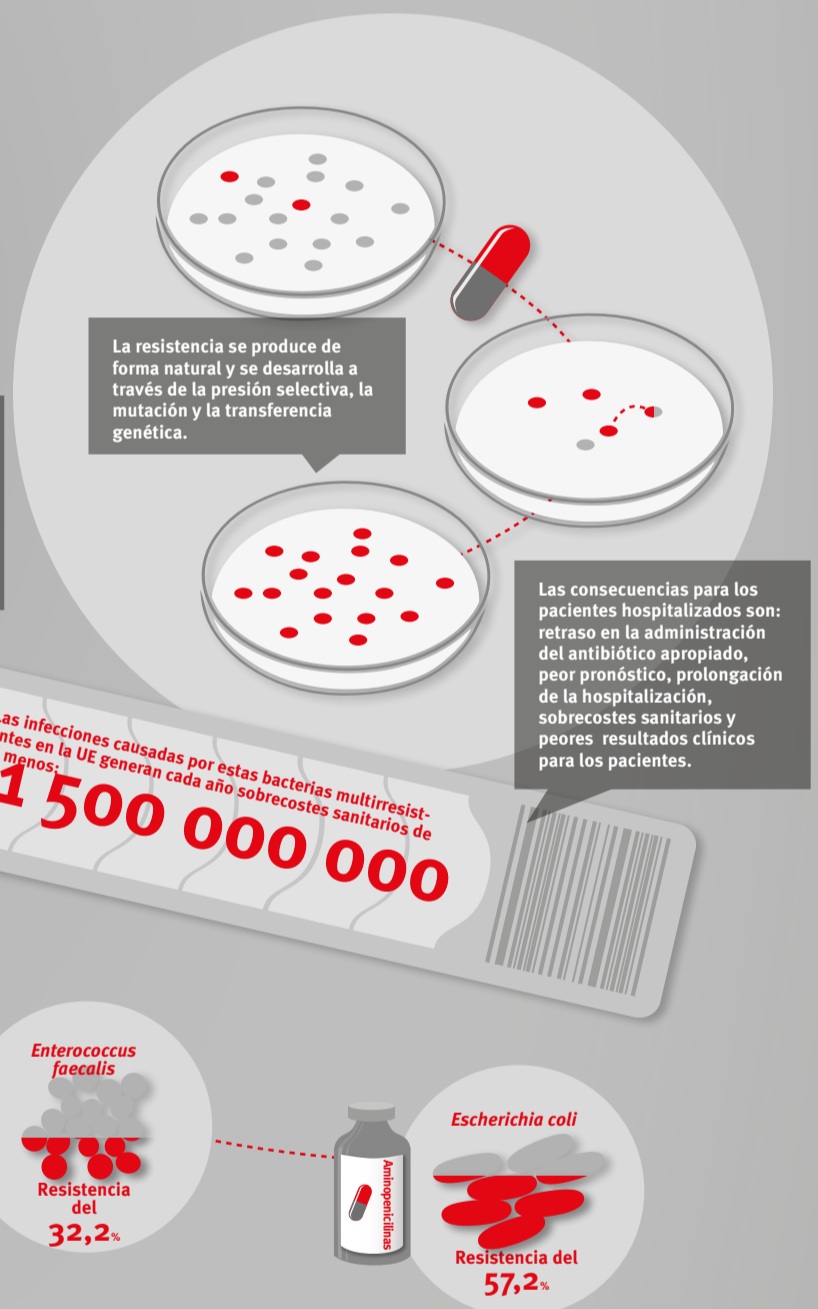 La resistencia se produce de
forma natural y se desarrolla a
través de la presión selectiva, la
mutación y la transferencia
genética.
Las consecuencias para los
pacientes hospitalizados son:
retraso en la administración
del antibiótico apropiado,
peor pronóstico, prolongación
de la hospitalización,
sobrecostes sanitarios y
peores resultados clínicos
para los pacientes.
as infecciones causadas por estas bacterias multirresist-
ntes en la UE generan cada año sobrecostes sanitarios de
menos:
1 500 000 000
Enterococcus
faecalis
Resistencia
del
32,2%
Aminopenicilinas
Escherichia coli
Resistencia del
57,2%